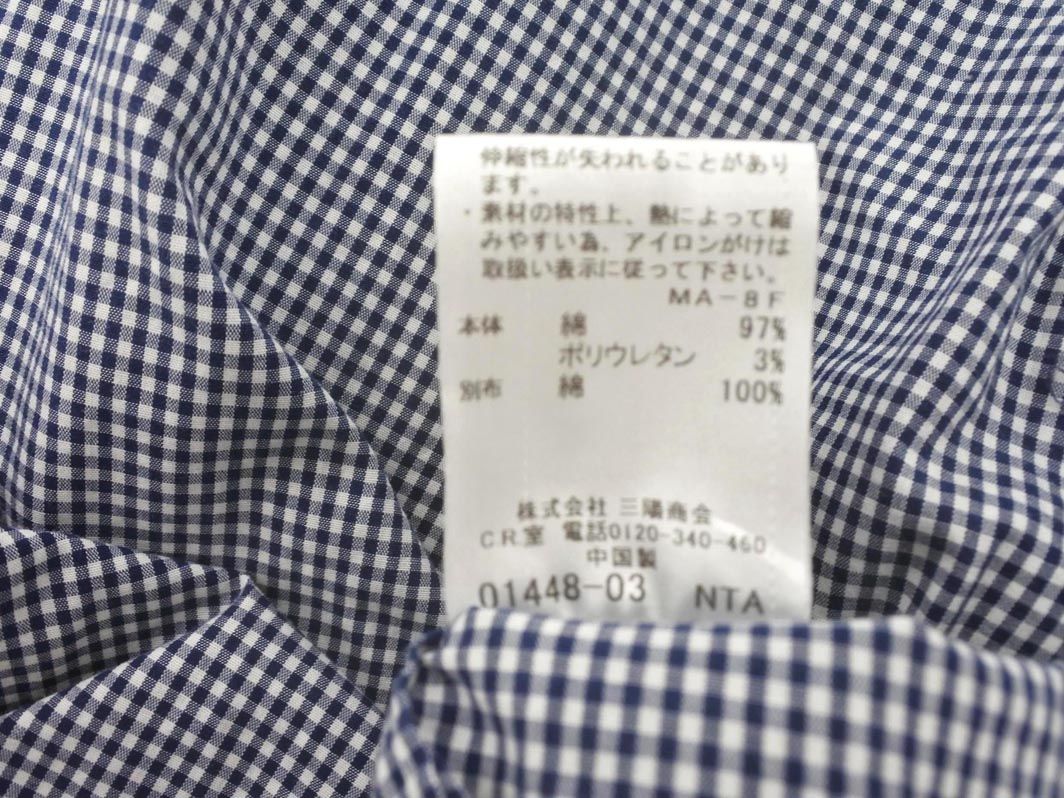 伸縮性が失われることがあり
ます。
・素材の特性上、熱によって縮
みやすい為、アイロンがけは
取扱い表示に従って下さい。
MA-8F
本体 綿 97%
ポリウレタン 3%
別布 綿 100%
株式会社 三陽商会
CR室 電話0120-340-460
中国製
01448-03 NTA